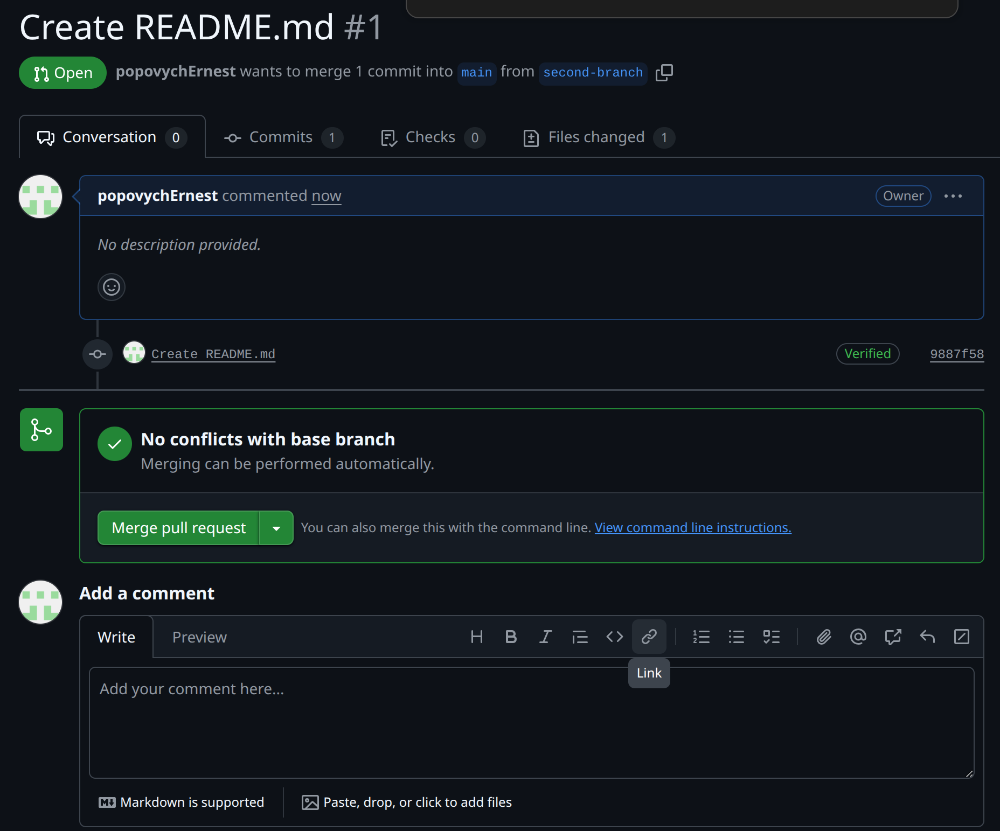 Create README.md #1
Open popovychErnest wants to merge 1 commit into main from second-branch
Conversation 0 Commits 1 Checks 0 Files changed 1
popovychErnest commented now Owner
No description provided.
Create README.md Verified 9887f58
No conflicts with base branch
Merging can be performed automatically.
Merge pull request You can also merge this with the command line. View command line instructions.
Add a comment
Write Preview
Link
Add your comment here...
Markdown is supported Paste, drop, or click to add files